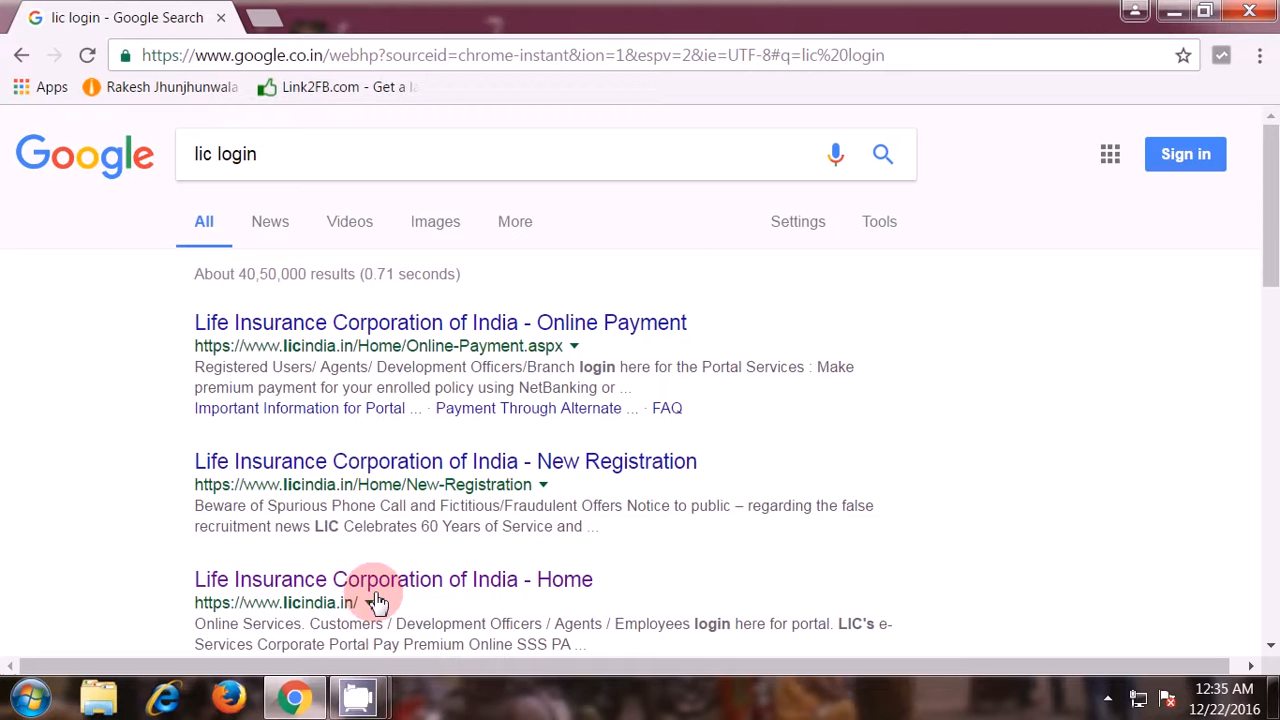 lic login - Google Search
https://www.google.co.in/webhp?sourceid=chrome-instant&ion=1&espv=2&ie=UTF-8#q=lic%20login
Apps Rakesh Jhunjhunwala Link2FB.com - Get a l
Google lic login Sign in
All News Videos Images More Settings Tools
About 40,50,000 results (0.71 seconds)
Life Insurance Corporation of India - Online Payment
https://www.licindia.in/Home/Online-Payment.aspx
Registered Users/ Agents/ Development Officers/Branch login here for the Portal Services : Make
premium payment for your enrolled policy using NetBanking or ...
Important Information for Portal ... · Payment Through Alternate ... · FAQ
Life Insurance Corporation of India - New Registration
https://www.licindia.in/Home/New-Registration
Beware of Spurious Phone Call and Fictitious/Fraudulent Offers Notice to public – regarding the false
recruitment news LIC Celebrates 60 Years of Service and ...
Life Insurance Corporation of India - Home
https://www.licindia.in/
Online Services. Customers / Development Officers / Agents / Employees login here for portal. LIC's e-
Services Corporate Portal Pay Premium Online SSS PA ...
12:35 AM
12/22/2016